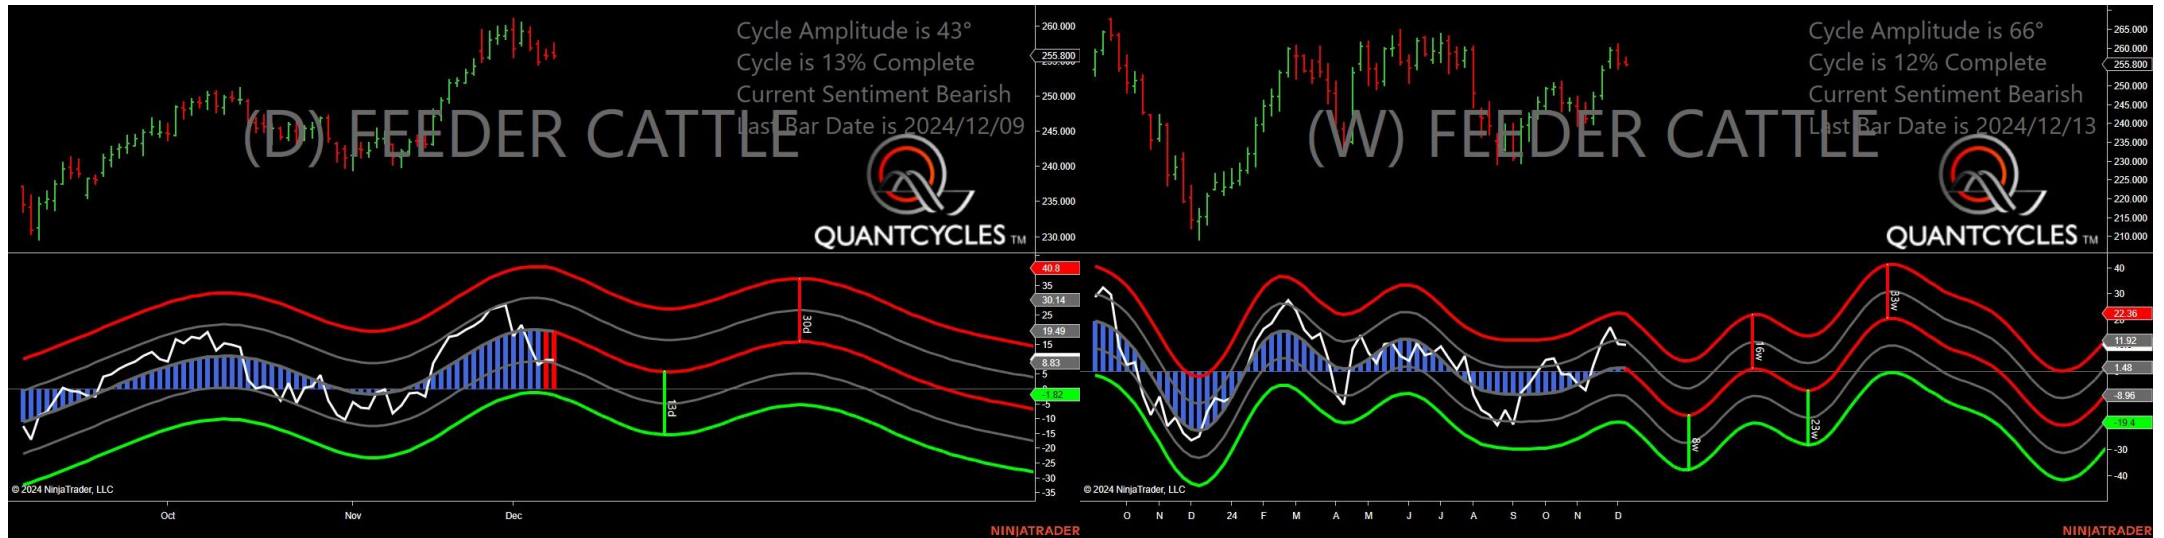 Cycle Amplitude is 43°
Cycle is 13% Complete
Current Sentiment Bearish
Last Bar Date is 2024/12/09
(D) FEEDER CATTLE
QUANTCYCLES TM
260.000
255.800
250.000
245.000
240.000
235.000
230.000
40.8
35
30.14
25
19.49
15
8.83
5
0
-1.82
-5
-10
-15
-20
-25
-30
-35
13d
30d
© 2024 NinjaTrader, LLC
Oct
Nov
Dec
NINJATRADER
Cycle Amplitude is 66°
Cycle is 12% Complete
Current Sentiment Bearish
Last Bar Date is 2024/12/13
(W) FEEDER CATTLE
QUANTCYCLES TM
265.000
260.000
255.800
250.000
245.000
240.000
235.000
230.000
225.000
220.000
215.000
210.000
40
30
22.36
11.92
1.48
-8.96
-19.4
-30
-40
8w
16w
23w
33w
© 2024 NinjaTrader, LLC
O
N
D
24
F
M
A
M
J
J
A
S
O
N
D
NINJATRADER